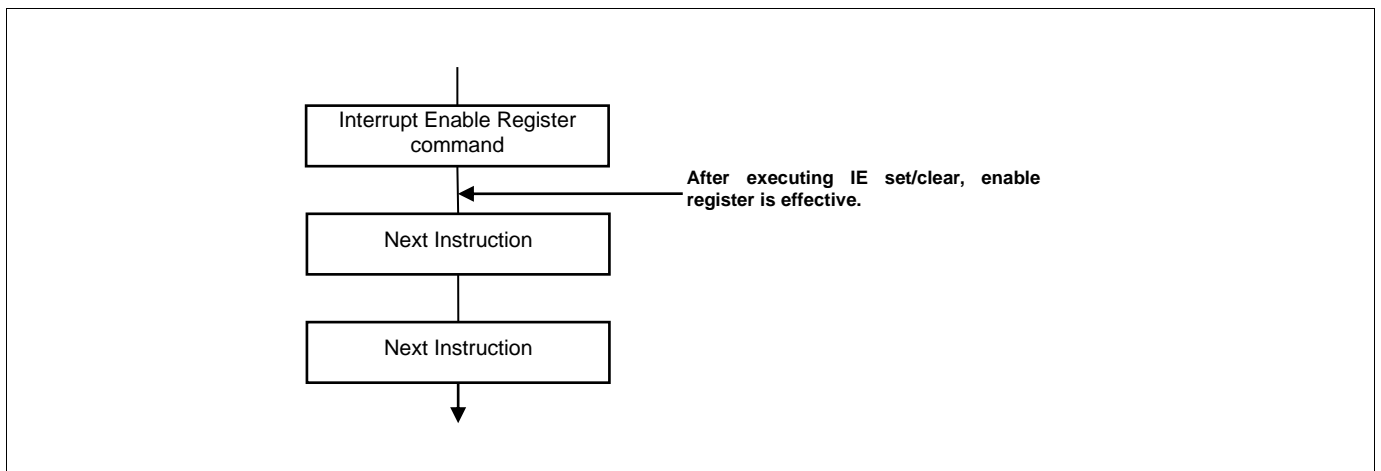 Interrupt Enable Register
command
After executing IE set/clear, enable
register is effective.
Next Instruction
Next Instruction